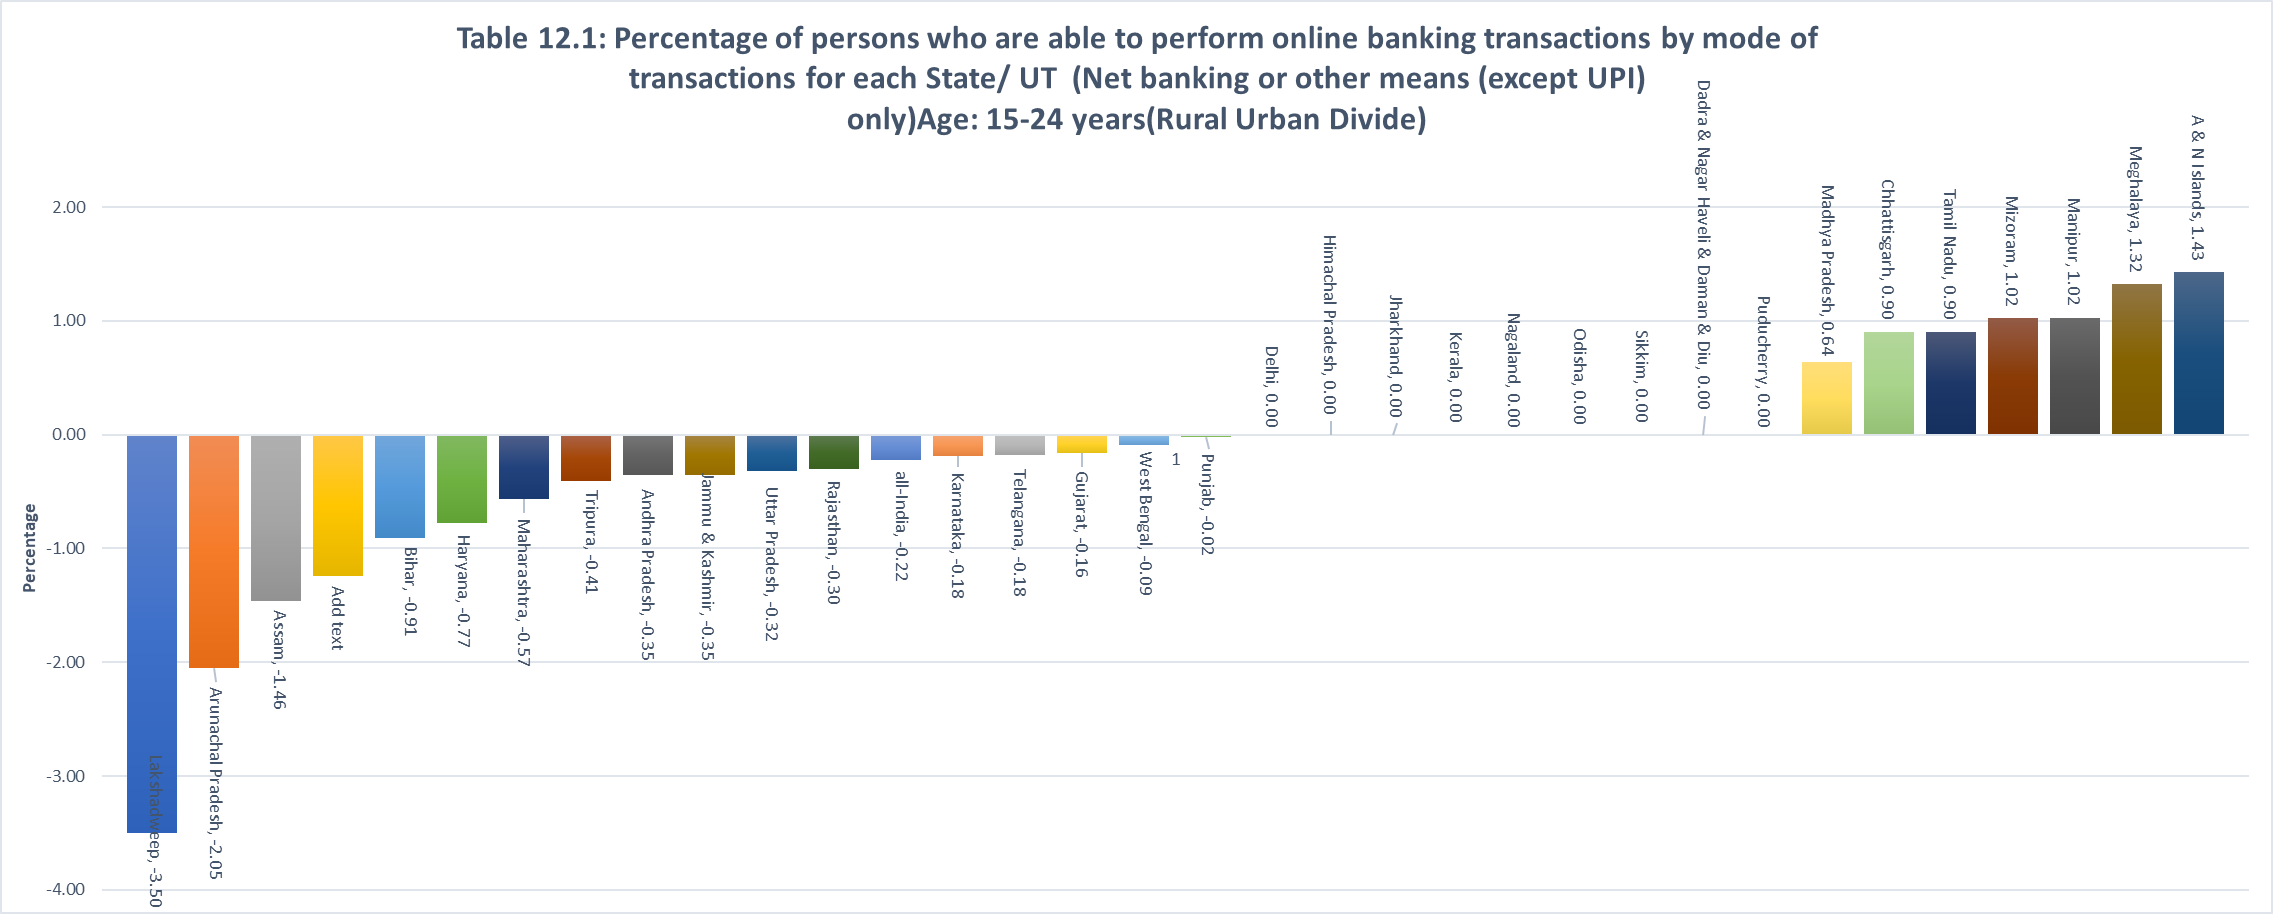 Table 12.1: Percentage of persons who are able to perform online banking transactions by mode of
transactions for each State/ UT (Net banking or other means (except UPI)
only)Age: 15-24 years(Rural Urban Divide)
Percentage
2.00
1.00
0.00
-1.00
-2.00
-3.00
-4.00
Lakshadweep, -3.50
Arunachal Pradesh, -2.05
Assam, -1.46
Add text
Bihar, -0.91
Haryana, -0.77
Maharashtra, -0.57
Tripura, -0.41
Andhra Pradesh, -0.35
Jammu & Kashmir, -0.35
Uttar Pradesh, -0.32
Rajasthan, -0.30
all-India, -0.22
Karnataka, -0.18
Telangana, -0.18
Gujarat, -0.16
West Bengal, -0.09
1
Punjab, -0.02
Delhi, 0.00
Himachal Pradesh, 0.00
Jharkhand, 0.00
Kerala, 0.00
Nagaland, 0.00
Odisha, 0.00
Sikkim, 0.00
Dadra & Nagar Haveli & Daman & Diu, 0.00
Puducherry, 0.00
Madhya Pradesh, 0.64
Chhattisgarh, 0.90
Tamil Nadu, 0.90
Mizoram, 1.02
Manipur, 1.02
Meghalaya, 1.32
A & N Islands, 1.43